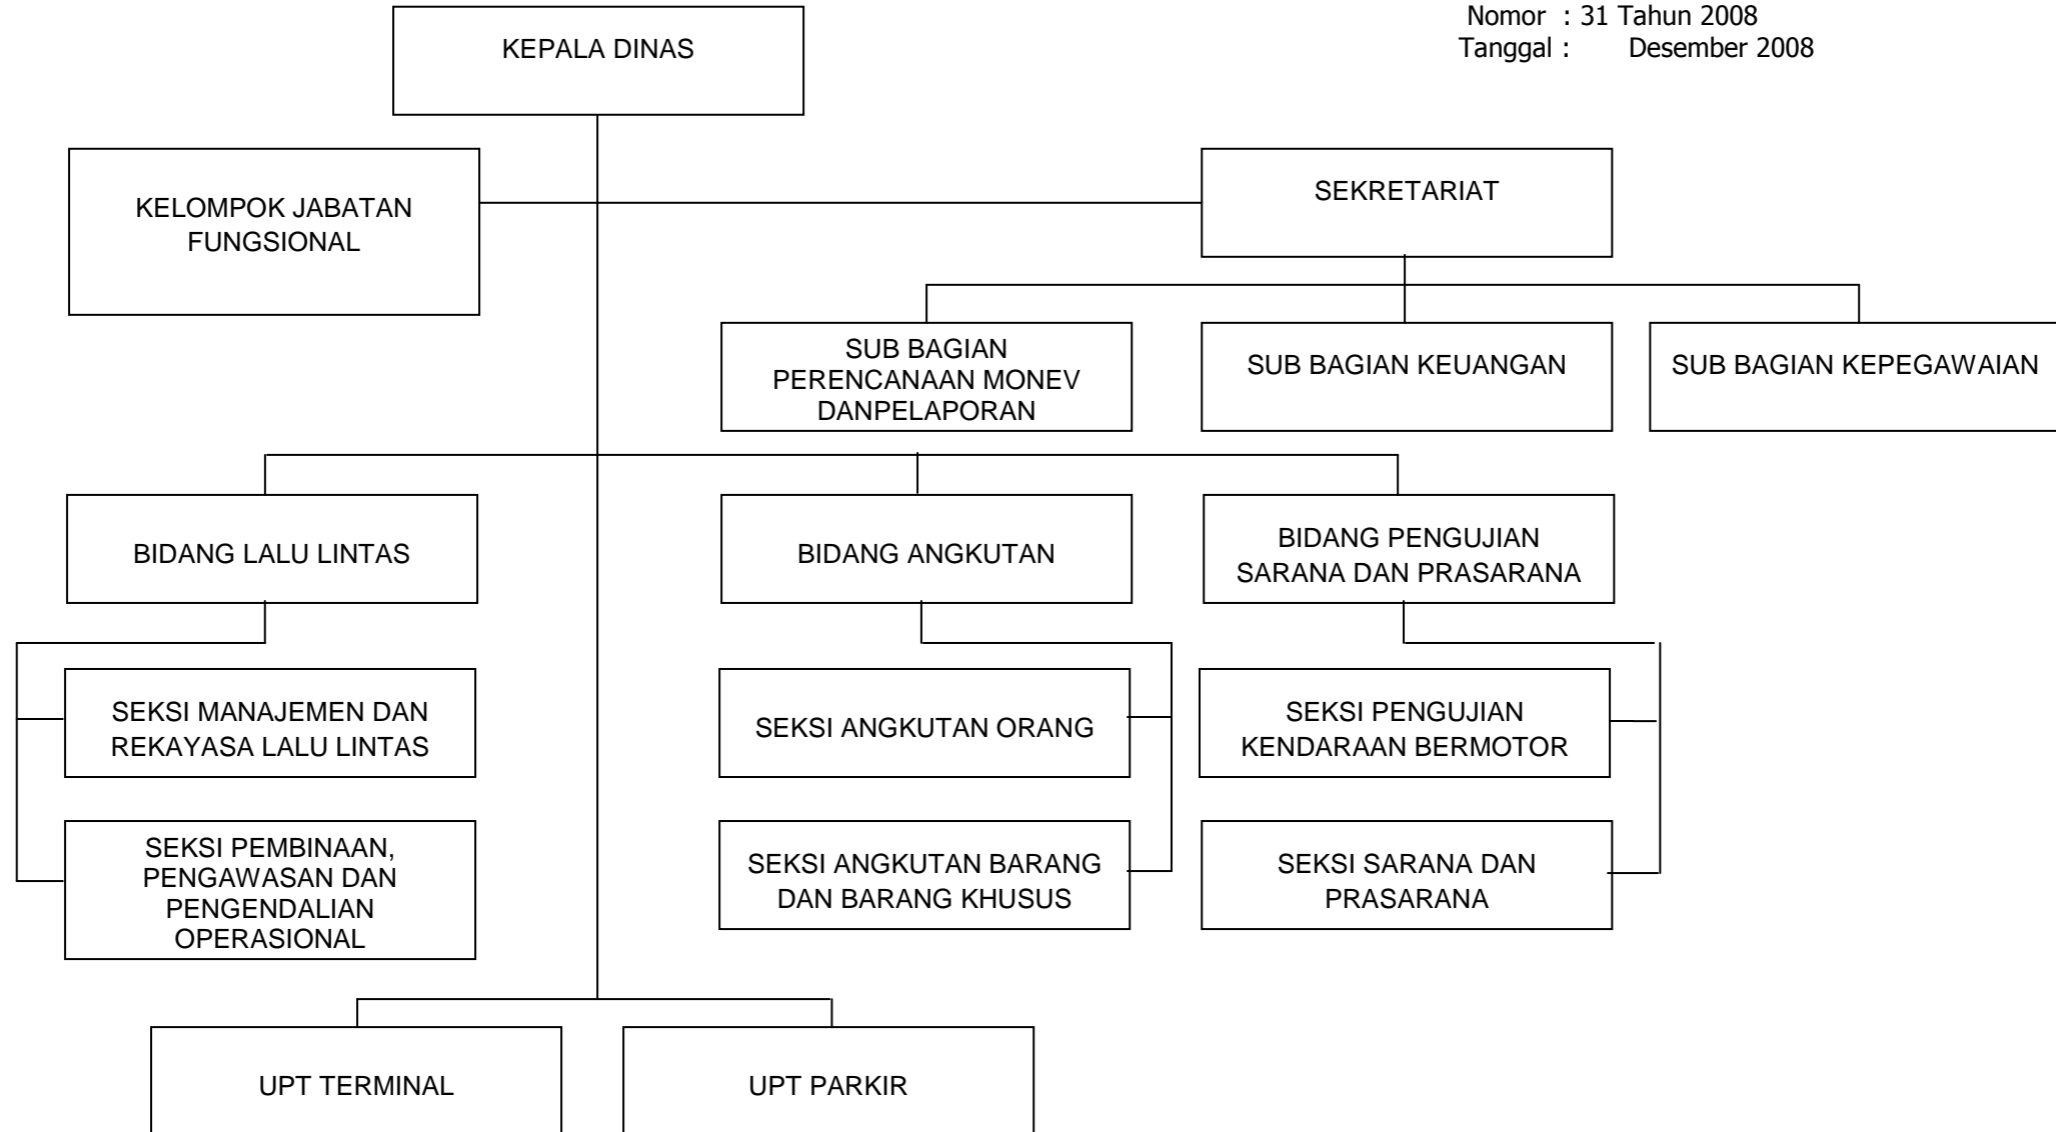 Nomor : 31 Tahun 2008
Tanggal : Desember 2008
KEPALA DINAS
KELOMPOK JABATAN
FUNGSIONAL
SEKRETARIAT
SUB BAGIAN
PERENCANAAN MONEV
DANPELAPORAN
SUB BAGIAN KEUANGAN
SUB BAGIAN KEPEGAWAIAN
BIDANG LALU LINTAS
BIDANG ANGKUTAN
BIDANG PENGUJIAN
SARANA DAN PRASARANA
SEKSI MANAJEMEN DAN
REKAYASA LALU LINTAS
SEKSI ANGKUTAN ORANG
SEKSI PENGUJIAN
KENDARAAN BERMOTOR
SEKSI PEMBINAAN,
PENGAWASAN DAN
PENGENDALIAN
OPERASIONAL
SEKSI ANGKUTAN BARANG
DAN BARANG KHUSUS
SEKSI SARANA DAN
PRASARANA
UPT TERMINAL
UPT PARKIR